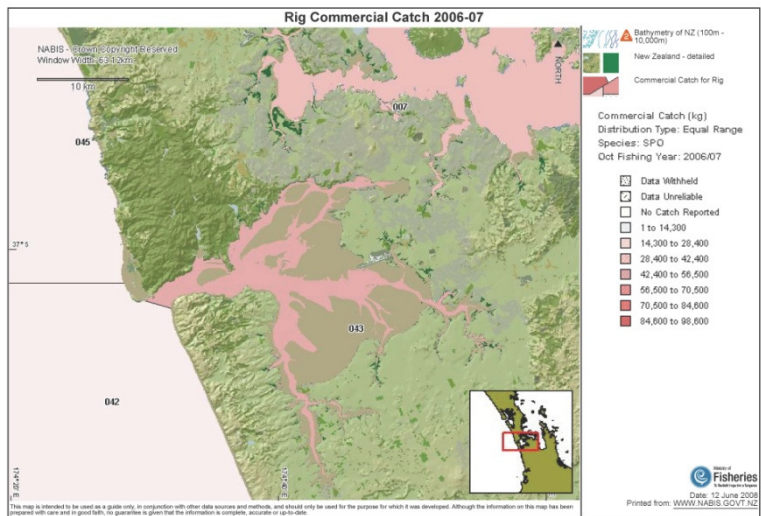 Rig Commercial Catch 2006-07
NABIS - Crown Copyright Reserved
Window Width: 63.12km
10 km
NORTH
007
045
37° S
043
042
174°20' E
174°40' E
Bathymetry of NZ (100m -
10,000m)
New Zealand - detailed
Commercial Catch for Rig
Commercial Catch (kg)
Distribution Type: Equal Range
Species: SPO
Oct Fishing Year: 2006/07
Data Withheld
Data Unreliable
No Catch Reported
1 to 14,300
14,300 to 28,400
28,400 to 42,400
42,400 to 56,500
56,500 to 70,500
70,500 to 84,600
84,600 to 98,600
Ministry of
Fisheries
Date: 12 June 2008
Printed from: WWW.NABIS.GOVT.NZ
This map is intended to be used as a guide only, in conjunction with other data sources and methods, and should only be used for the purpose for which it was developed. Although the information on this map has been
prepared with care and in good faith, no guarantee is given that the information is complete, accurate or up-to-date.